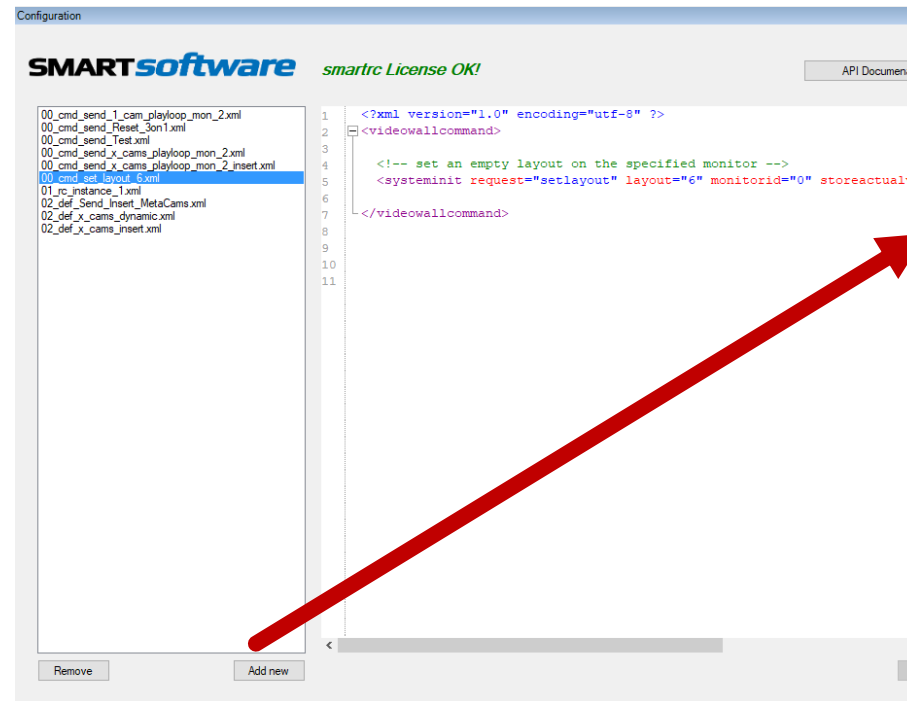 Configuration
SMARTsoftware
smartrc License OK!
API Documen
00_cmd_send_1_cam_playloop_mon_2.xml
00_cmd_send_Reset_3on1.xml
00_cmd_send_Test.xml
00_cmd_send_x_cams_playloop_mon_2.xml
00_cmd_send_x_cams_playloop_mon_2_insert.xml
00_cmd_set_layout_6.xml
01_rc_instance_1.xml
02_def_Send_Insert_MetaCams.xml
02_def_x_cams_dynamic.xml
02_def_x_cams_insert.xml
1 <?xml version="1.0" encoding="utf-8" ?>
2 <videowallcommand>
3
4 <!-- set an empty layout on the specified monitor -->
5 <systeminit request="setlayout" layout="6" monitorid="0" storeactual
6
7 </videowallcommand>
8
9
10
11
Remove
Add new